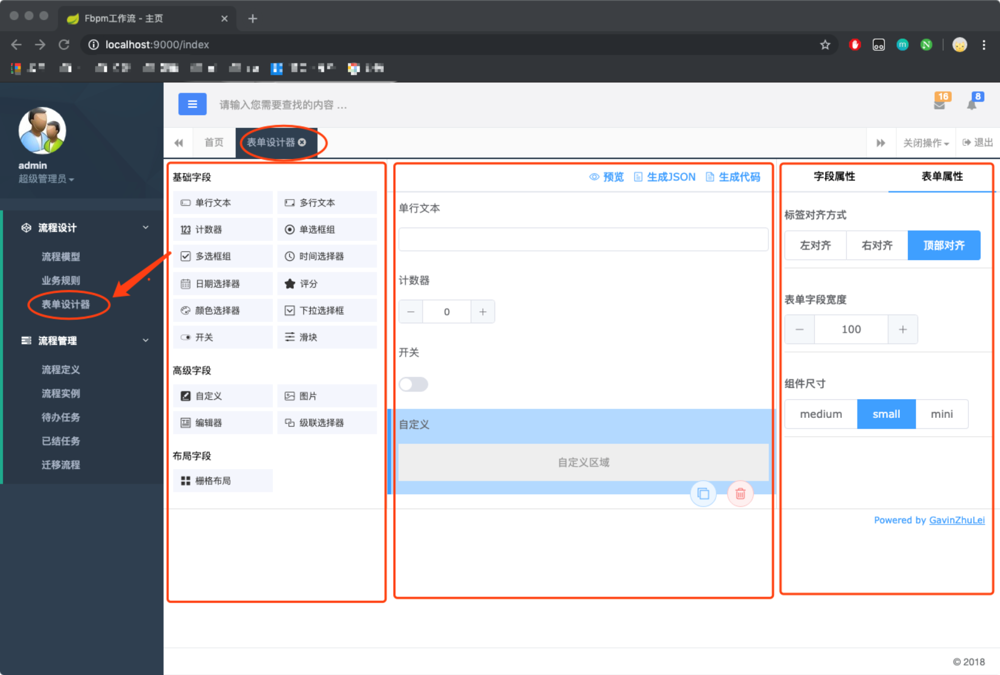 Fbpm工作流 - 主页
localhost:9000/index
请输入您需要查找的内容 ...
16
8
admin
超级管理员
流程设计
流程模型
业务规则
表单设计器
流程管理
流程定义
流程实例
待办任务
已结任务
迁移流程
首页
表单设计器
关闭操作
退出
基础字段
单行文本 多行文本
123 计数器 单选框组
多选框组 时间选择器
日期选择器 评分
颜色选择器 下拉选择框
开关 滑块
高级字段
自定义 图片
编辑器 级联选择器
布局字段
栅格布局
预览 生成JSON 生成代码
单行文本
计数器
0
开关
自定义
自定义区域
字段属性 表单属性
标签对齐方式
左对齐 右对齐 顶部对齐
表单字段宽度
100
组件尺寸
medium small mini
Powered by GavinZhuLei
© 2018